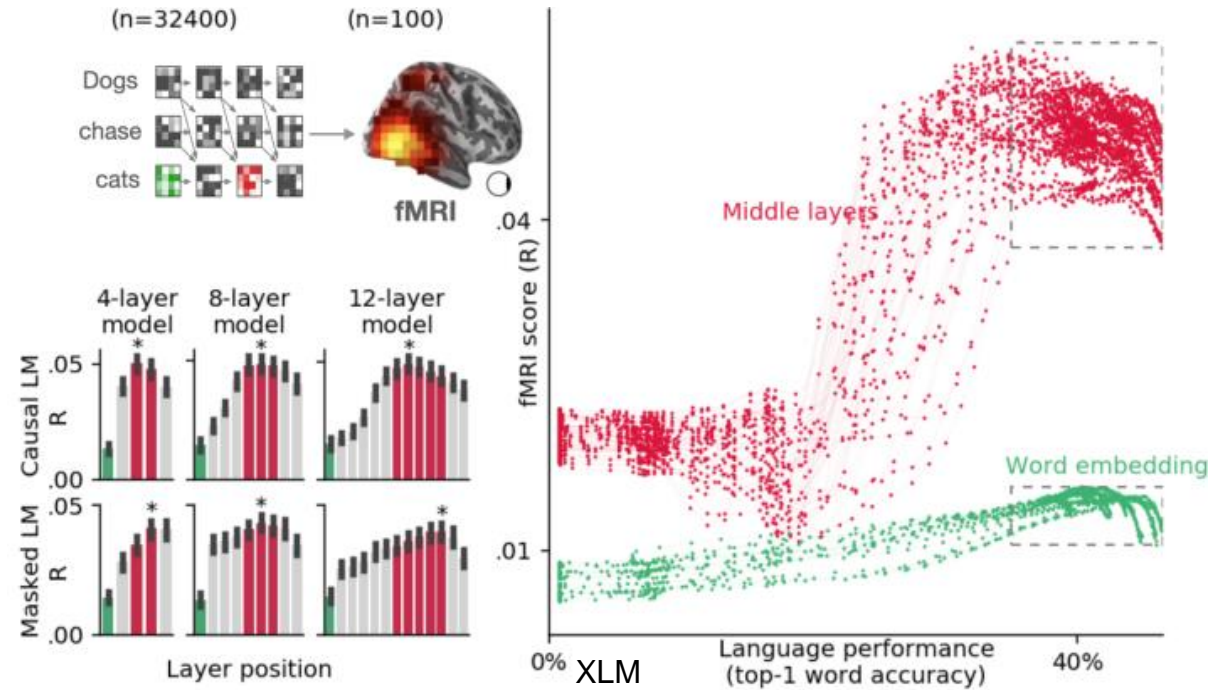 (n=32400)
(n=100)
Dogs
chase
cats
fMRI
4-layer
model
8-layer
model
12-layer
model
*
*
*
Causal LM
R
.05
.00
*
*
*
Masked LM
R
.05
.00
Layer position
fMRI score (R)
.04
.01
Middle layers
Word embedding
0%
XLM
Language performance
(top-1 word accuracy)
40%